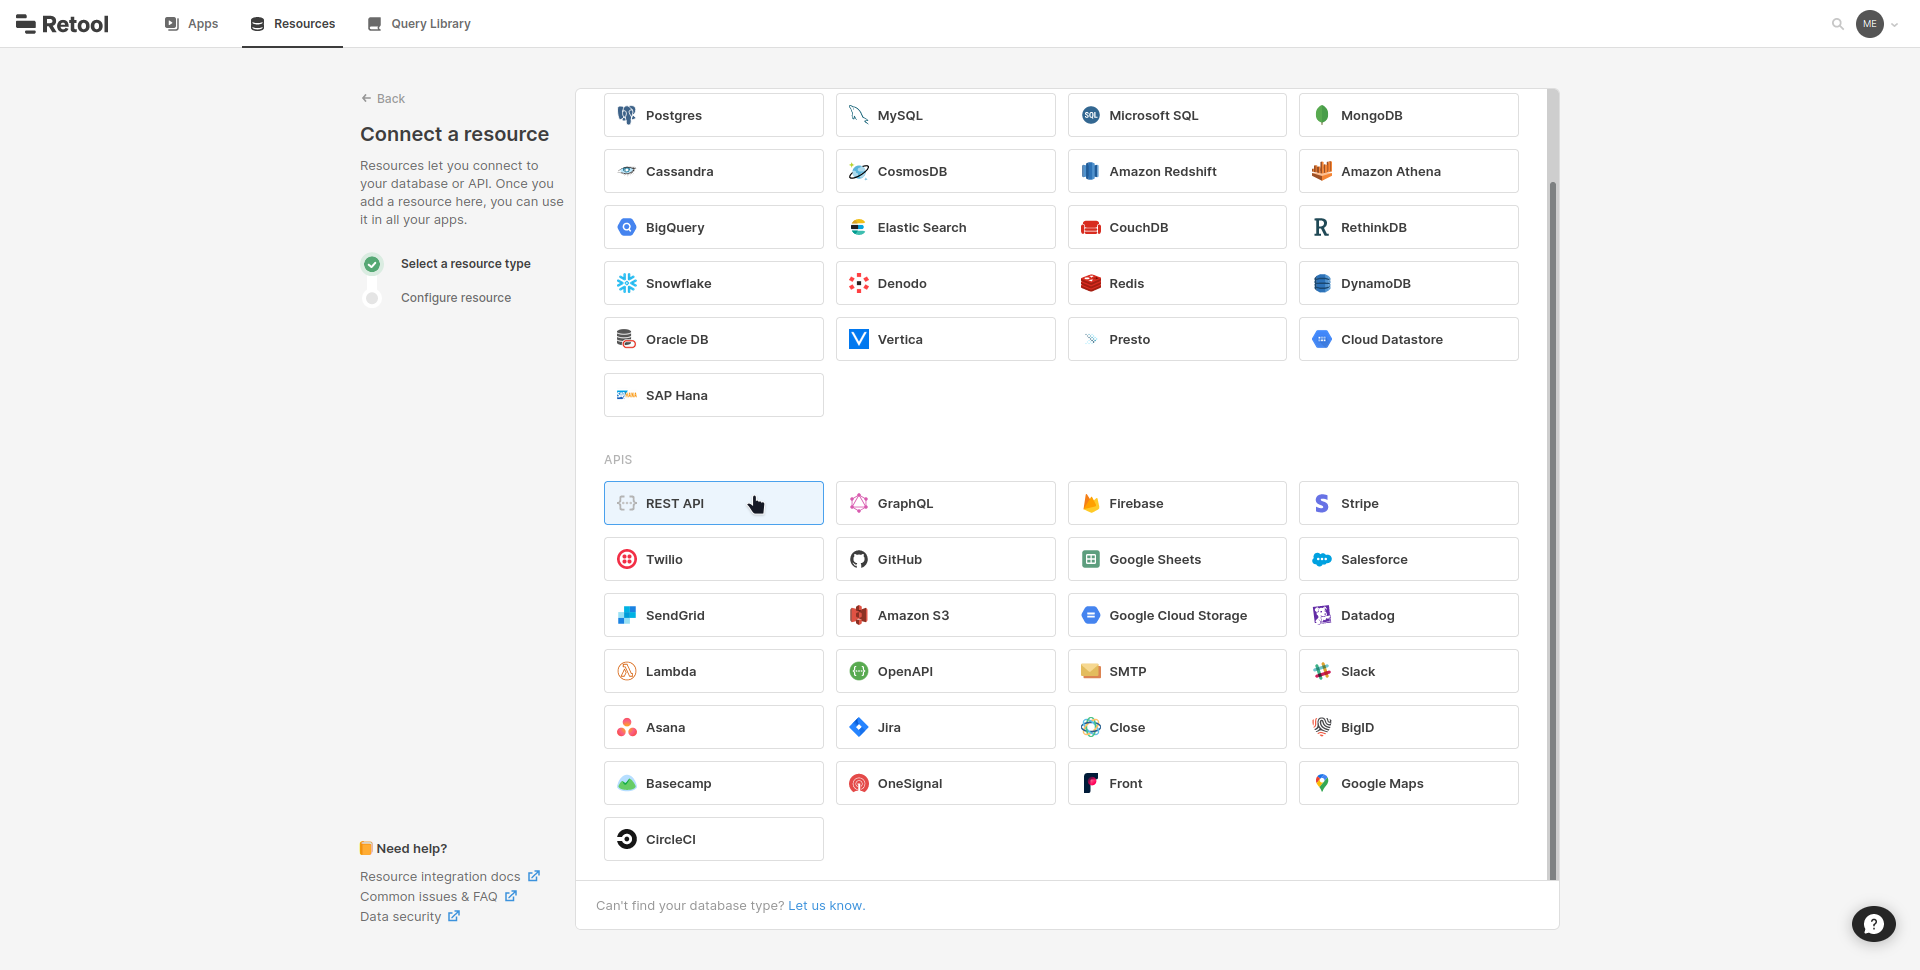 Retool
Apps
Resources
Query Library
ME
Back
Connect a resource
Resources let you connect to
your database or API. Once you
add a resource here, you can use
it in all your apps.
Select a resource type
Configure resource
Need help?
Resource integration docs
Common issues & FAQ
Data security
Postgres
MySQL
SQL
Microsoft SQL
MongoDB
Cassandra
CosmosDB
Amazon Redshift
Amazon Athena
BigQuery
Elastic Search
CouchDB
R
RethinkDB
Snowflake
Denodo
Redis
DynamoDB
Oracle DB
Vertica
Presto
Cloud Datastore
SAP Hana
APIS
REST API
GraphQL
Firebase
S
Stripe
Twilio
GitHub
Google Sheets
Salesforce
SendGrid
Amazon S3
Google Cloud Storage
Datadog
Lambda
OpenAPI
SMTP
Slack
Asana
Jira
Close
BigID
Basecamp
OneSignal
Front
Google Maps
CircleCI
Can't find your database type? Let us know.
?